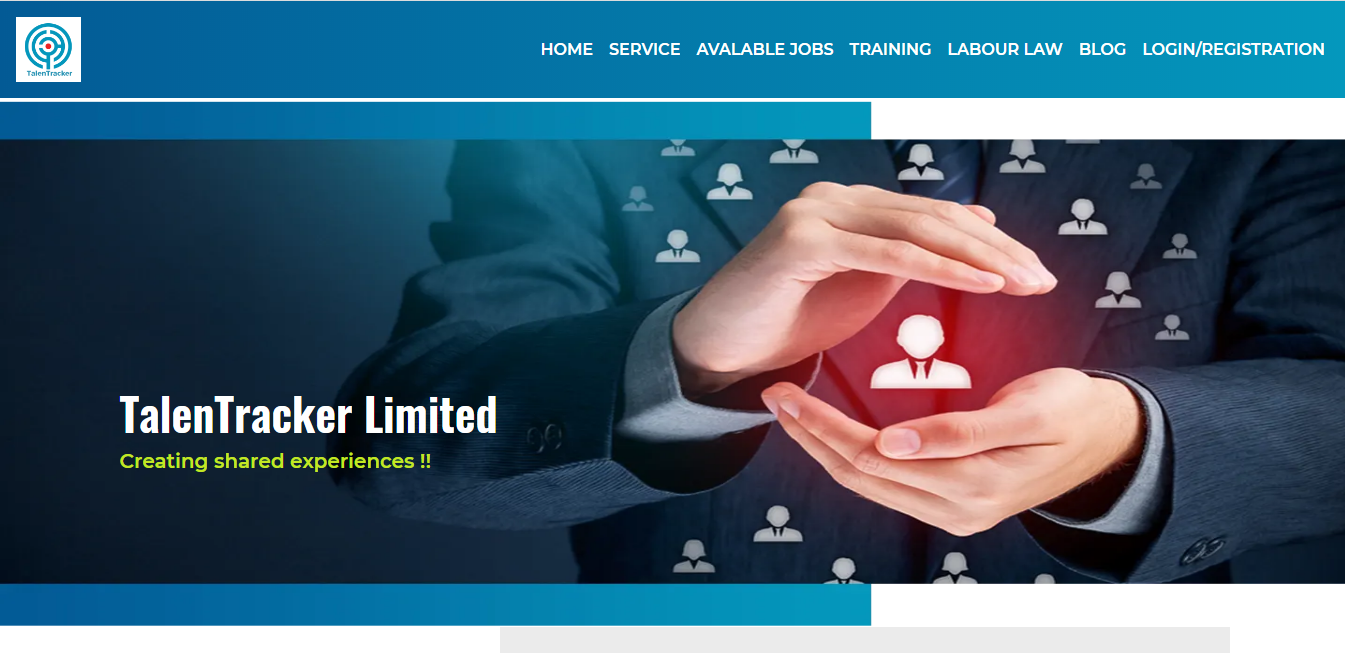 TalenTracker
HOME SERVICE AVALABLE JOBS TRAINING LABOUR LAW BLOG LOGIN/REGISTRATION
TalenTracker Limited
Creating shared experiences !!